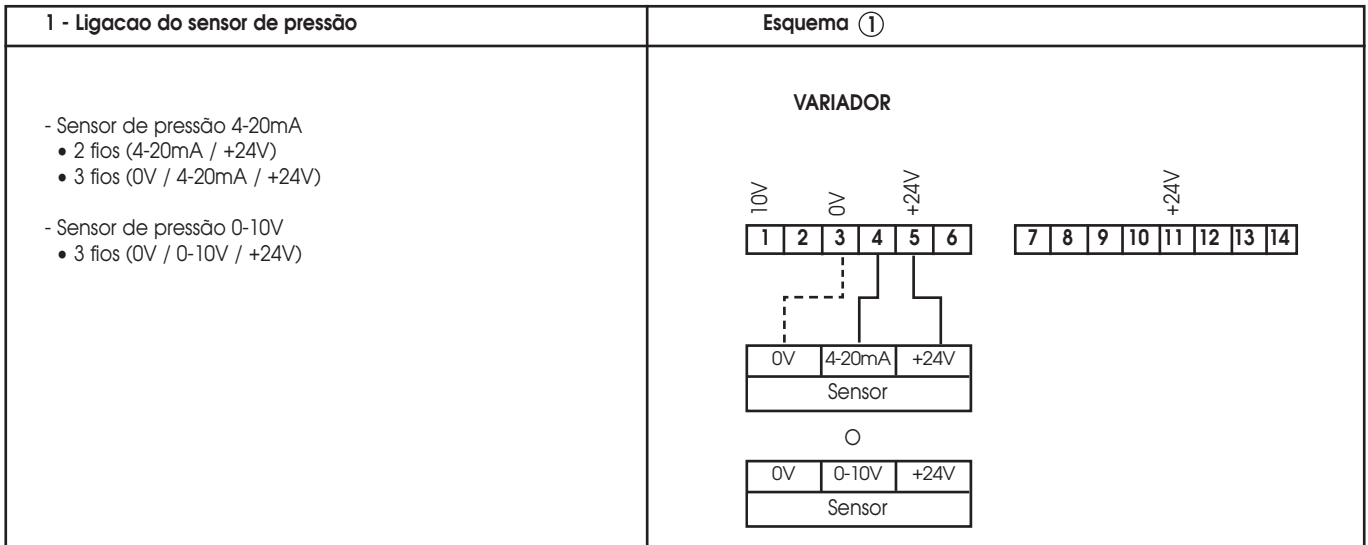 1 - Ligacao do sensor de pressão
Esquema 1
- Sensor de pressão 4-20mA
• 2 fios (4-20mA / +24V)
• 3 fios (0V / 4-20mA / +24V)
- Sensor de pressão 0-10V
• 3 fios (0V / 0-10V / +24V)
VARIADOR
10V 0V +24V +24V
1 2 3 4 5 6 7 8 9 10 11 12 13 14
0V 4-20mA +24V
Sensor
O
0V 0-10V +24V
Sensor